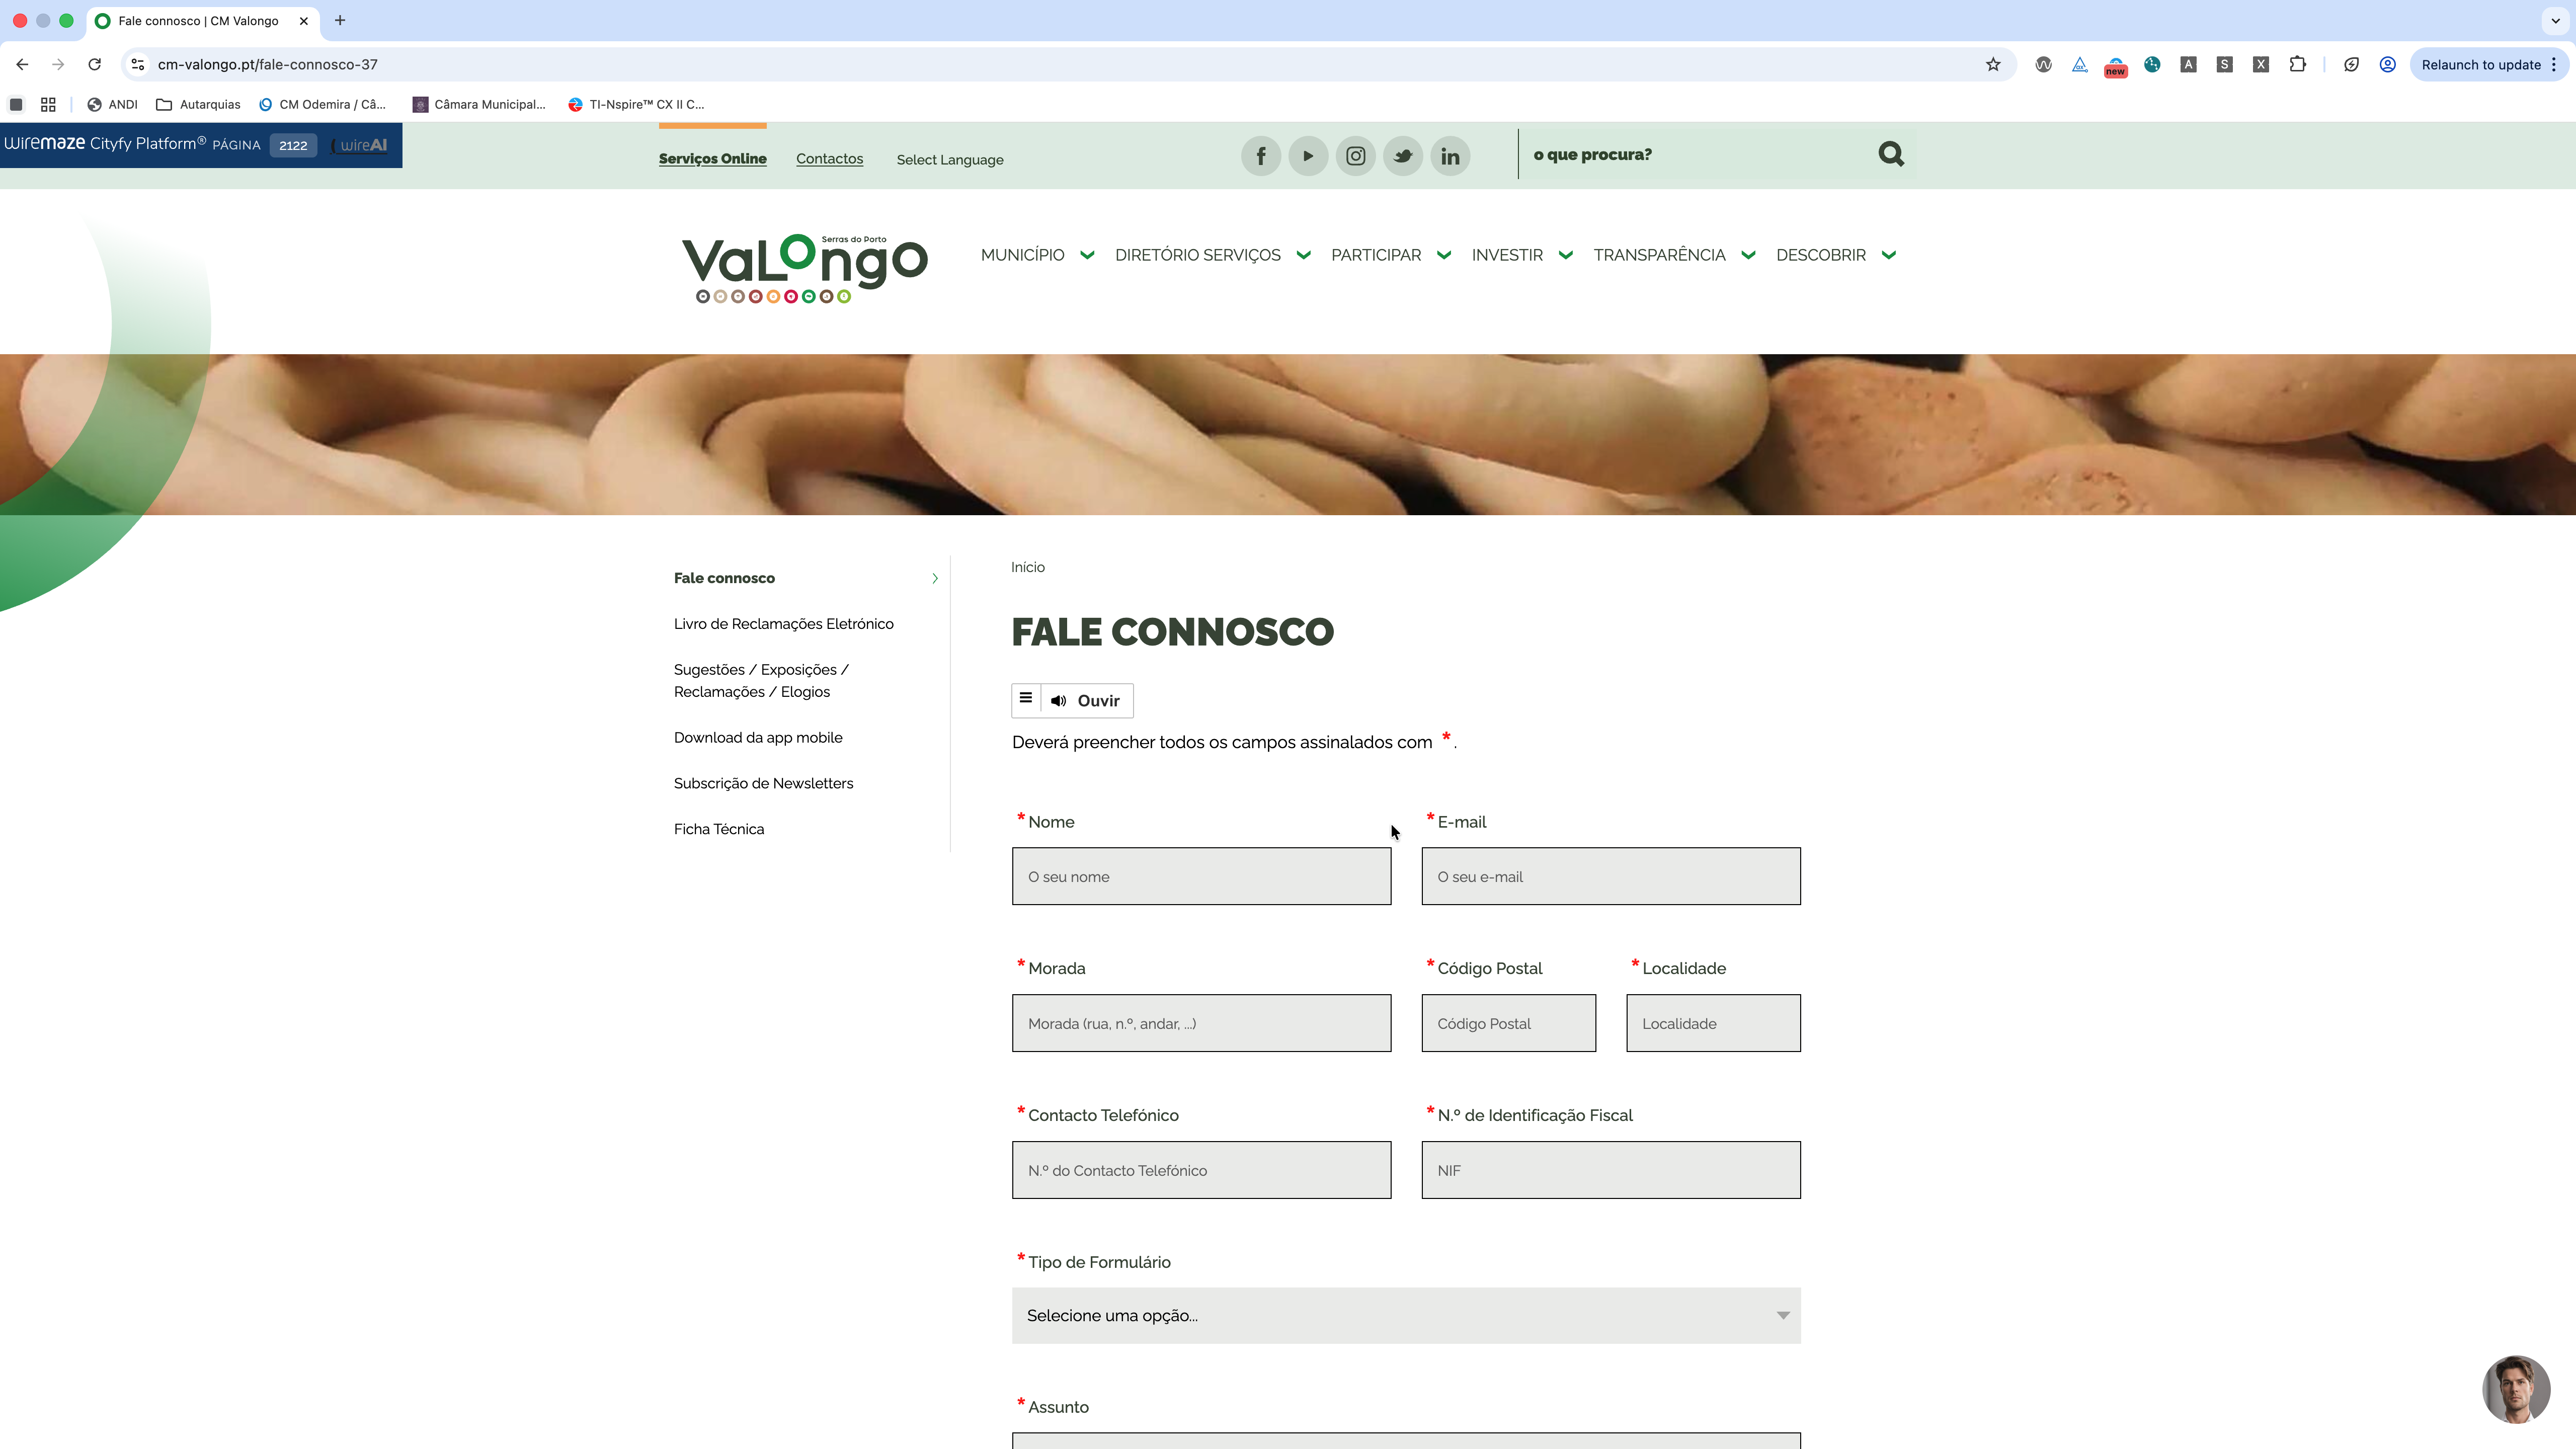 Fale connosco | CM Valongo
cm-valongo.pt/fale-connosco-37
new
A
S
X
Relaunch to update
ANDI
Autarquias
CM Odemira / Câ...
Câmara Municipal...
TI-Nspire™ CX II C...
wiremaze Cityfy Platform® PÁGINA 2122 wireAI
Serviços Online
Contactos
Select Language
o que procura?
Serras do Porto
Valongo
MUNICÍPIO
DIRETÓRIO SERVIÇOS
PARTICIPAR
INVESTIR
TRANSPARÊNCIA
DESCOBRIR
Fale connosco
Livro de Reclamações Eletrónico
Sugestões / Exposições /
Reclamações / Elogios
Download da app mobile
Subscrição de Newsletters
Ficha Técnica
Início
FALE CONNOSCO
Ouvir
Deverá preencher todos os campos assinalados com * .
* Nome
O seu nome
* E-mail
O seu e-mail
* Morada
Morada (rua, n.º, andar, ...)
* Código Postal
Código Postal
* Localidade
Localidade
* Contacto Telefónico
N.º do Contacto Telefónico
* N.º de Identificação Fiscal
NIF
* Tipo de Formulário
Selecione uma opção...
* Assunto